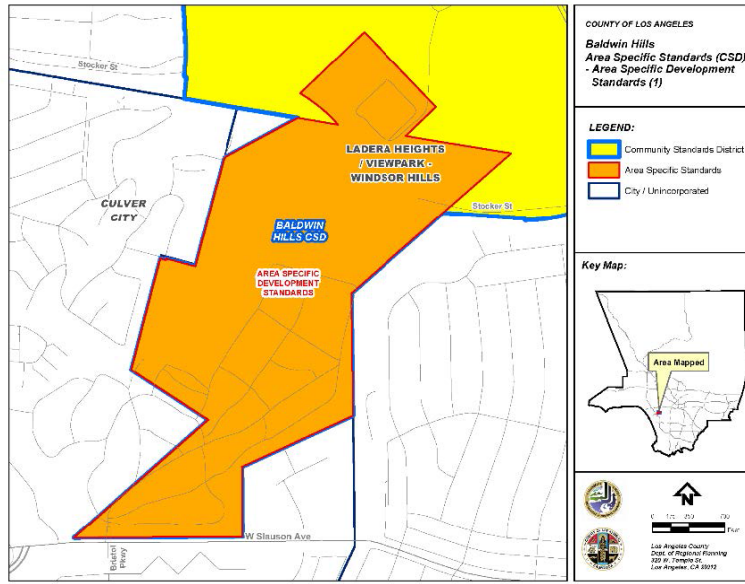 Stocker St
LADERA HEIGHTS
/ VIEWPARK -
WINDSOR HILLS
CULVER
CITY
Stocker St
BALDWIN
HILLS CSD
AREA SPECIFIC
DEVELOPMENT
STANDARDS
W Slauson Ave
Bristol
Pkwy
COUNTY OF LOS ANGELES
Baldwin Hills
Area Specific Standards (CSD)
- Area Specific Development
Standards (1)
LEGEND:
Community Standards District
Area Specific Standards
City / Unincorporated
Key Map:
Area Mapped
N
0
Feet
Los Angeles County
Dept. of Regional Planning
320 W. Temple St.
Los Angeles, CA 90012